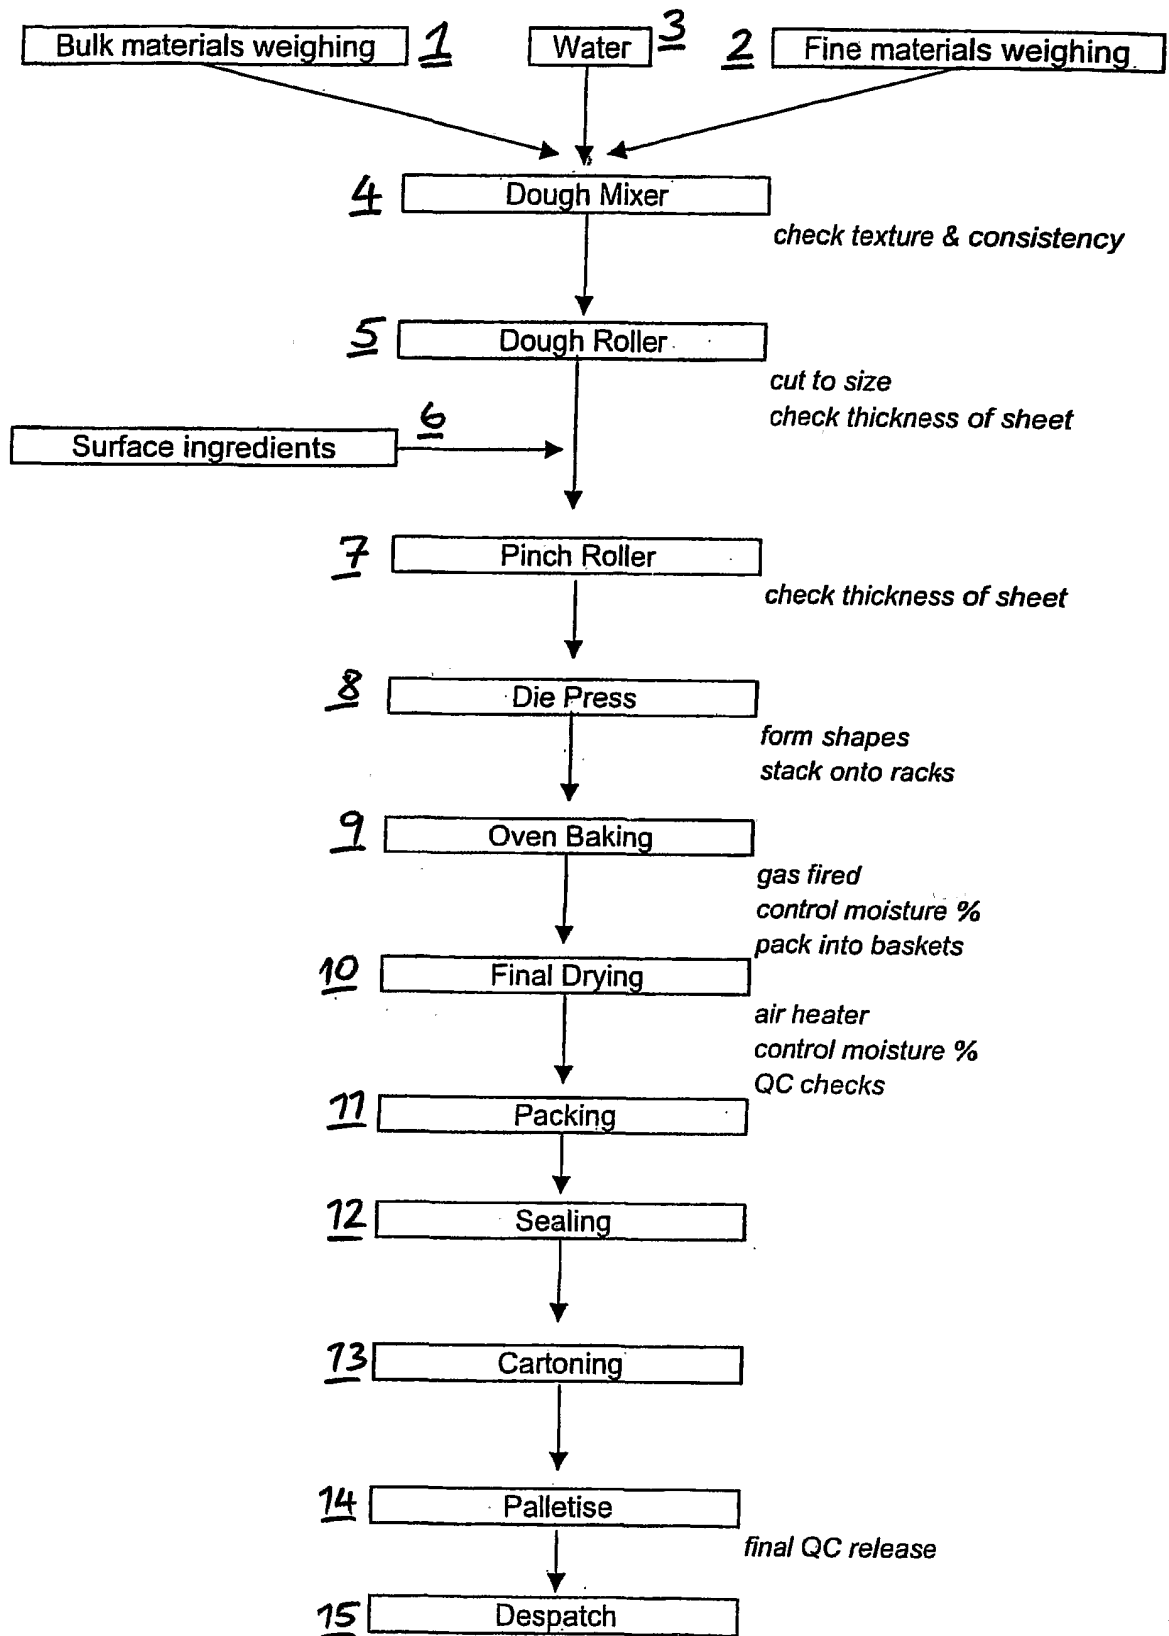 Bulk materials weighing 1 Water 3 2 Fine materials weighing
4 Dough Mixer
check texture & consistency
5 Dough Roller
cut to size
check thickness of sheet
6
Surface ingredients
7 Pinch Roller
check thickness of sheet
8 Die Press
form shapes
stack onto racks
9 Oven Baking
gas fired
control moisture %
pack into baskets
10 Final Drying
air heater
control moisture %
QC checks
11 Packing
12 Sealing
13 Cartoning
14 Palletise
final QC release
15 Despatch